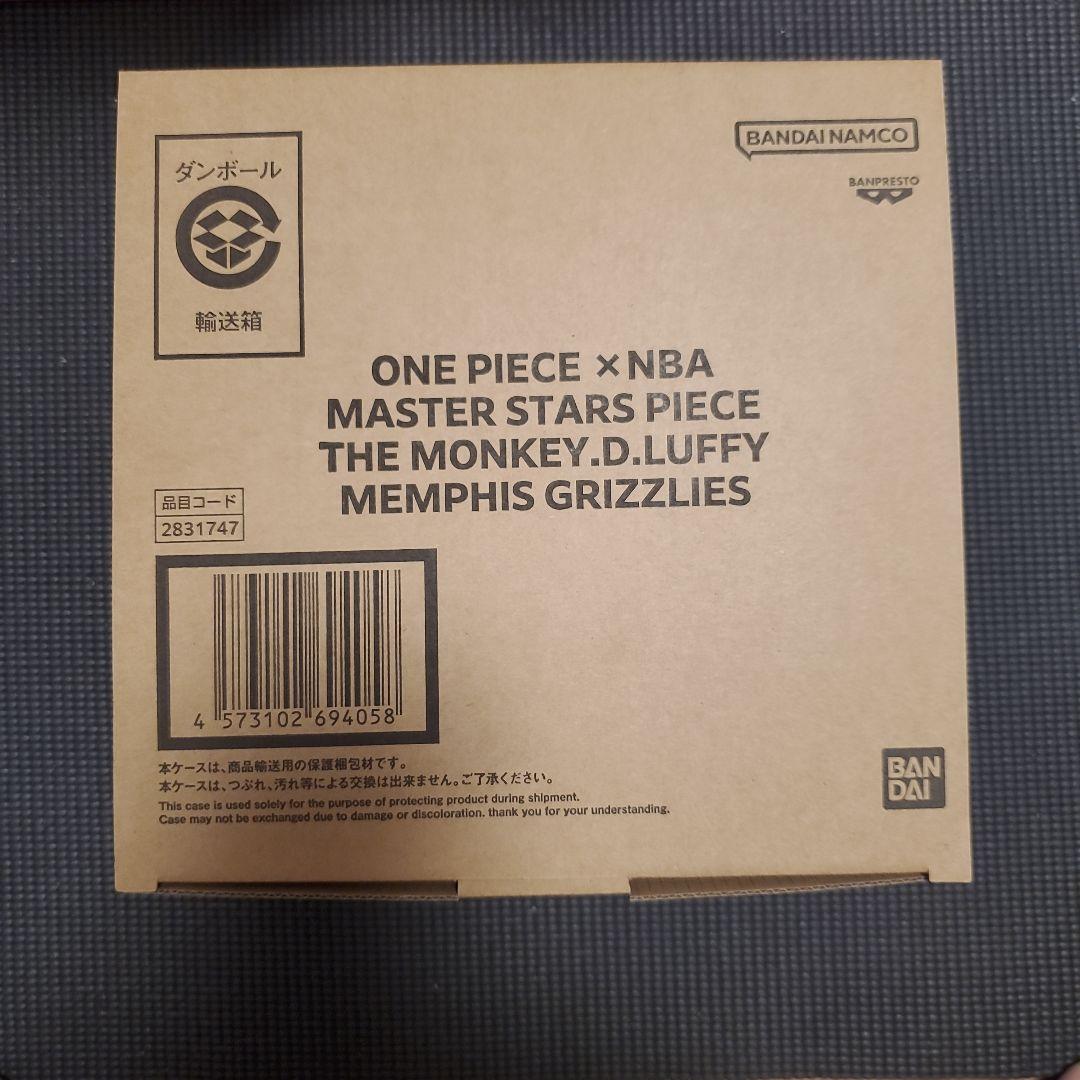 ダンボール
輸送箱
BANDAI NAMCO
BANPRESTO
ONE PIECE ×NBA
MASTER STARS PIECE
THE MONKEY.D.LUFFY
MEMPHIS GRIZZLIES
品目コード
2831747
4 573102 694058
本ケースは、商品輸送用の保護梱包材です。
本ケースは、つぶれ、汚れ等による交換は出来ません。ご了承ください。
This case is used solely for the purpose of protecting product during shipment.
Case may not be exchanged due to damage or discoloration. thank you for your understanding.
BAN
DAI